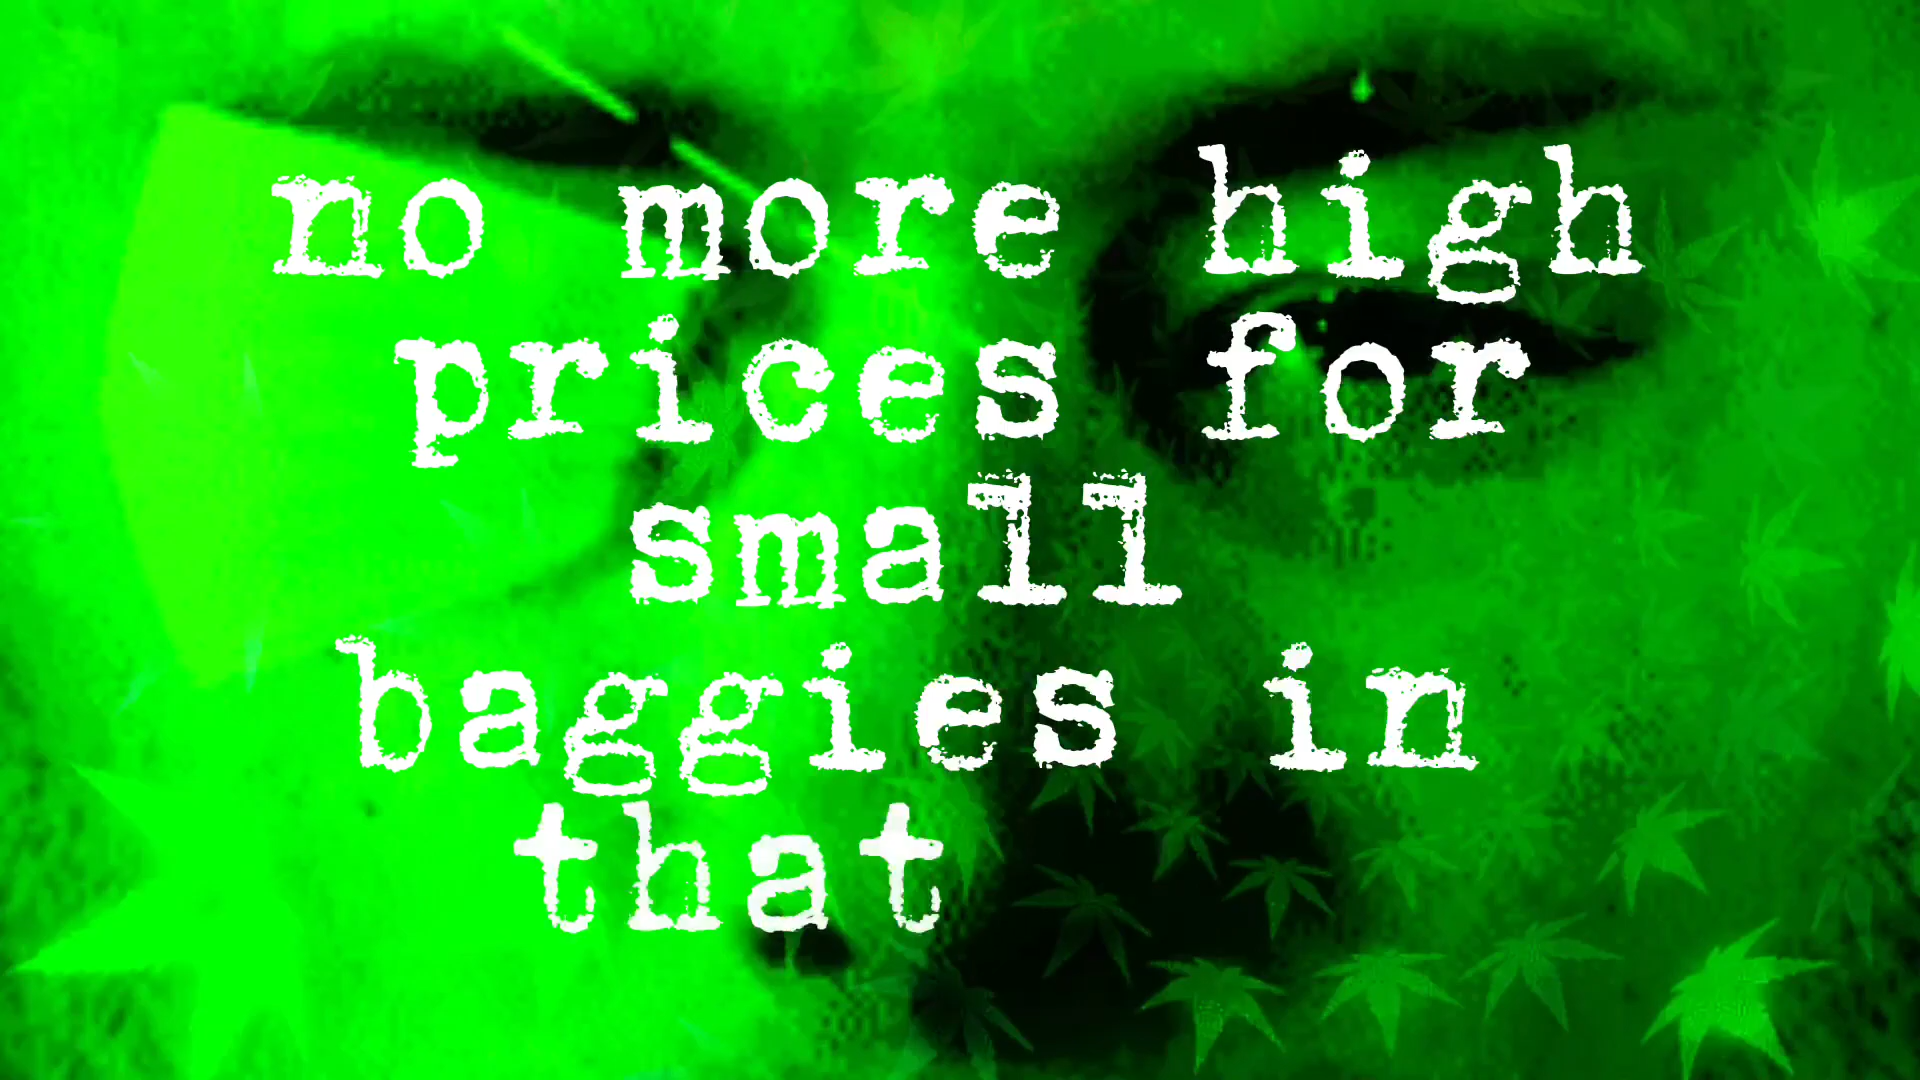 no more high
prices for
small
baggies in
that